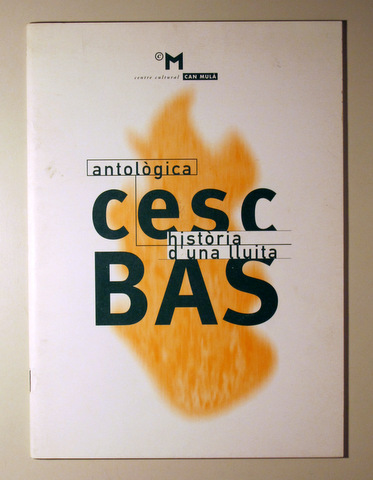 ©M
centre cultural CAN MULÀ
antològica
cesc
història
d'una lluita
BAS